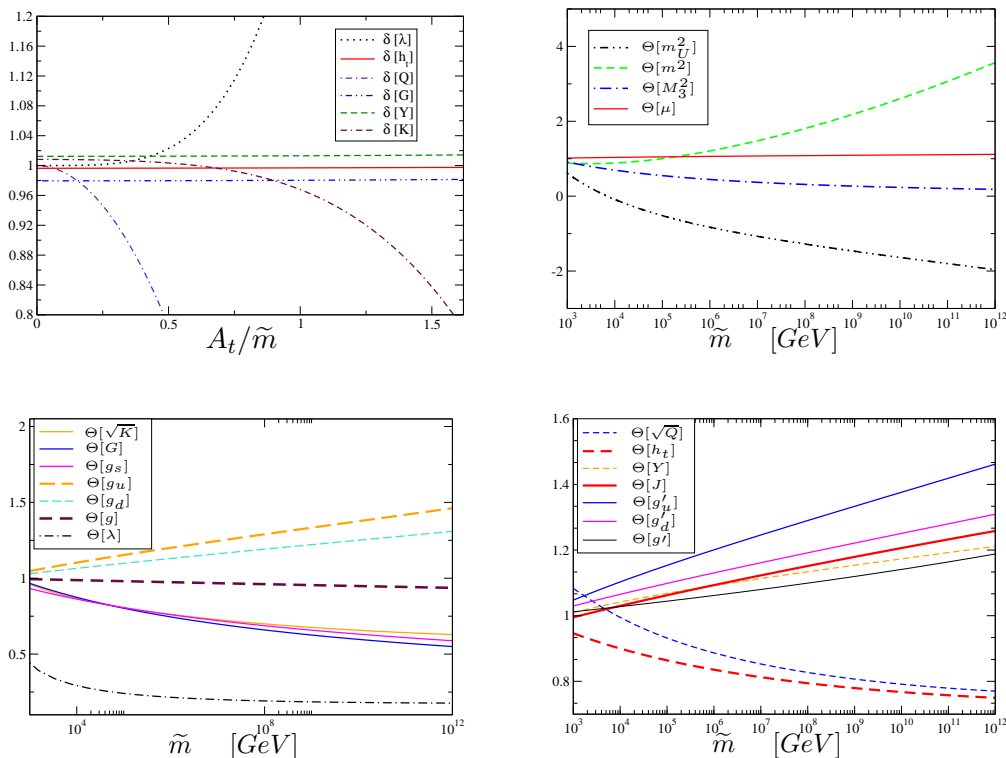 1.2
1.16
1.12
1.08
1.04
1.00
0.96
0.92
0.88
0.84
0.8
0
0.5
1
1.5
δ [λ]
δ [h_t]
δ [Q]
δ [G]
δ [Y]
δ [K]
A_t/m̃
4
2
0
-2
Θ[m_U^2]
Θ[m^2]
Θ[M_3^2]
Θ[μ]
10^3 10^4 10^5 10^6 10^7 10^8 10^9 10^10 10^11 10^12
m̃ [GeV]
2
1.5
1
0.5
Θ[√K]
Θ[G]
Θ[g_s]
Θ[g_u]
Θ[g_d]
Θ[g]
Θ[λ]
10^4 10^8 10^12
m̃ [GeV]
1.6
1.4
1.2
1
0.8
Θ[√Q]
Θ[h_t]
Θ[Y]
Θ[J]
Θ[g'_u]
Θ[g'_d]
Θ[g']
10^3 10^4 10^5 10^6 10^7 10^8 10^9 10^10 10^11 10^12
m̃ [GeV]